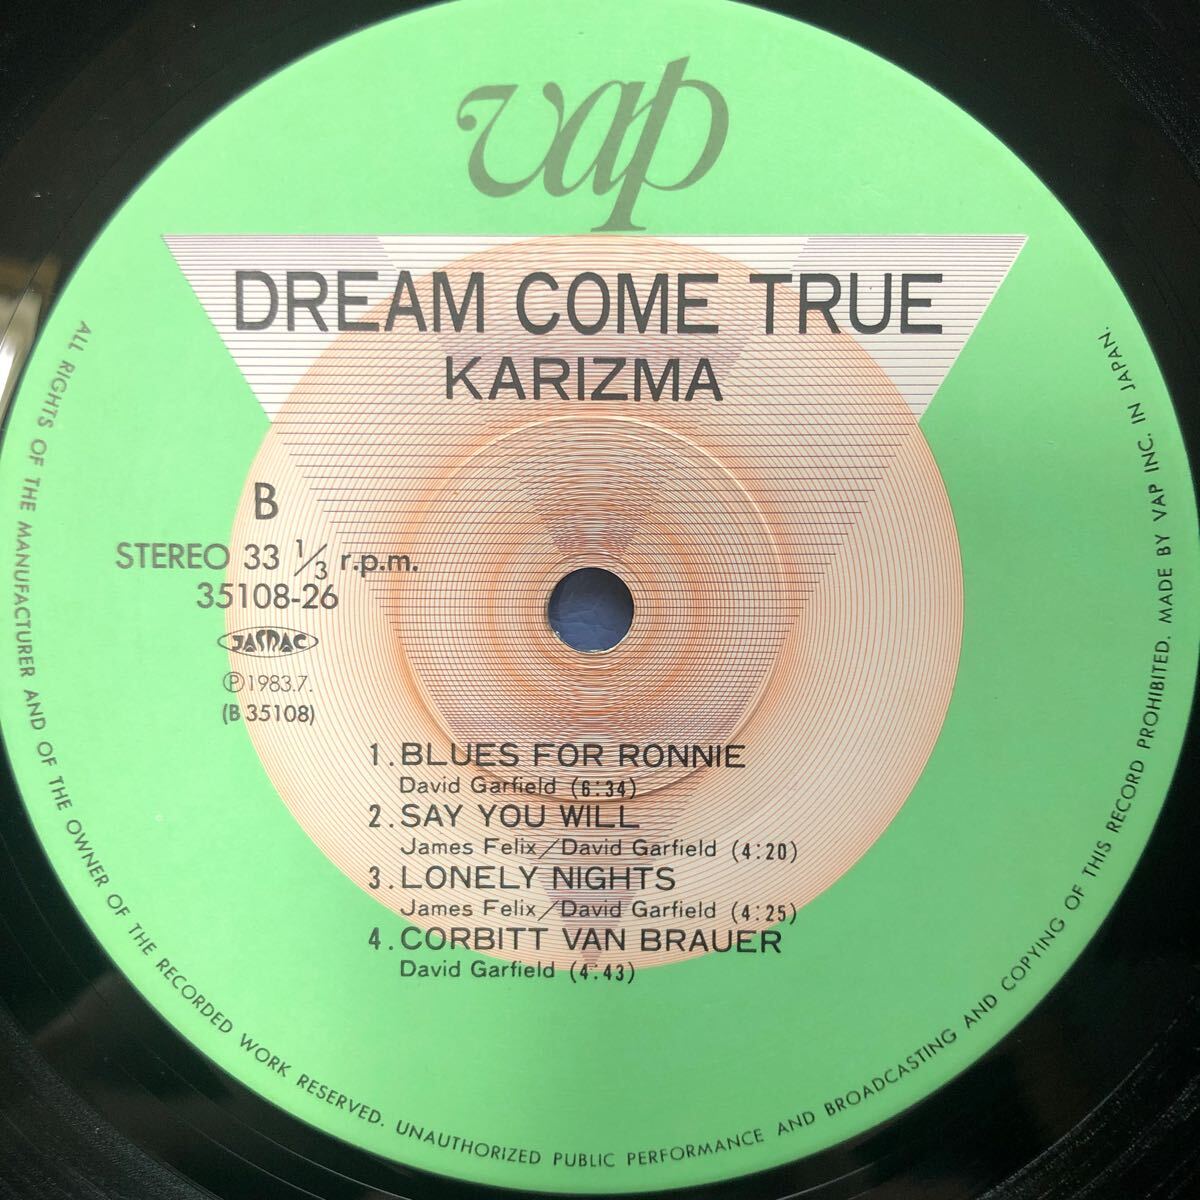 vap
DREAM COME TRUE
KARIZMA
B
STEREO 33 1/3 r.p.m.
35108-26
JASRAC
Ⓟ1983.7.
(B 35108)
1. BLUES FOR RONNIE
David Garfield (6:34)
2. SAY YOU WILL
James Felix/David Garfield (4:20)
3. LONELY NIGHTS
James Felix/David Garfield (4:25)
4. CORBITT VAN BRAUER
David Garfield (4:43)
ALL RIGHTS OF THE MANUFACTURER AND OF THE OWNER OF THE RECORDED WORK RESERVED. UNAUTHORIZED PUBLIC PERFORMANCE AND BROADCASTING AND COPYING OF THIS RECORD PROHIBITED. MADE BY VAP INC. IN JAPAN.